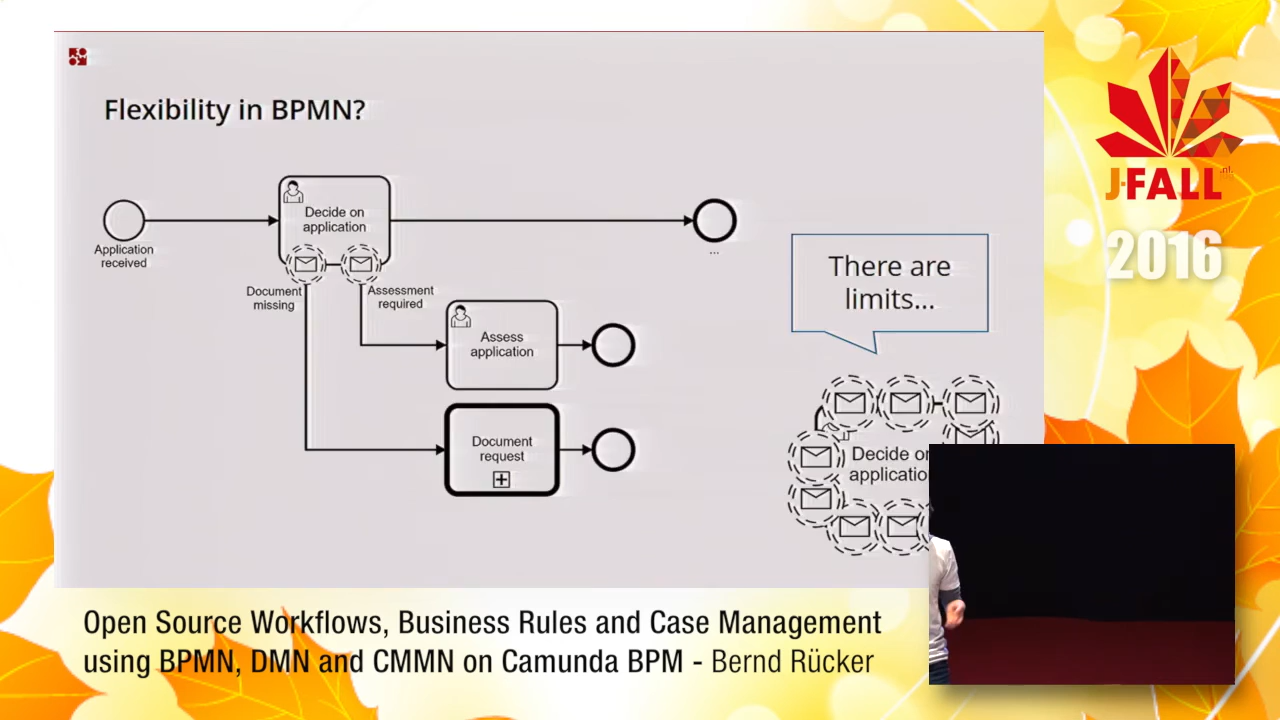 Flexibility in BPMN?
Application
received
Decide on
application
Document
missing
Assessment
required
Assess
application
Document
request
...
There are
limits...
Decide on
applicatio
J-FALL.nl
2016
Open Source Workflows, Business Rules and Case Management
using BPMN, DMN and CMMN on Camunda BPM - Bernd Rücker